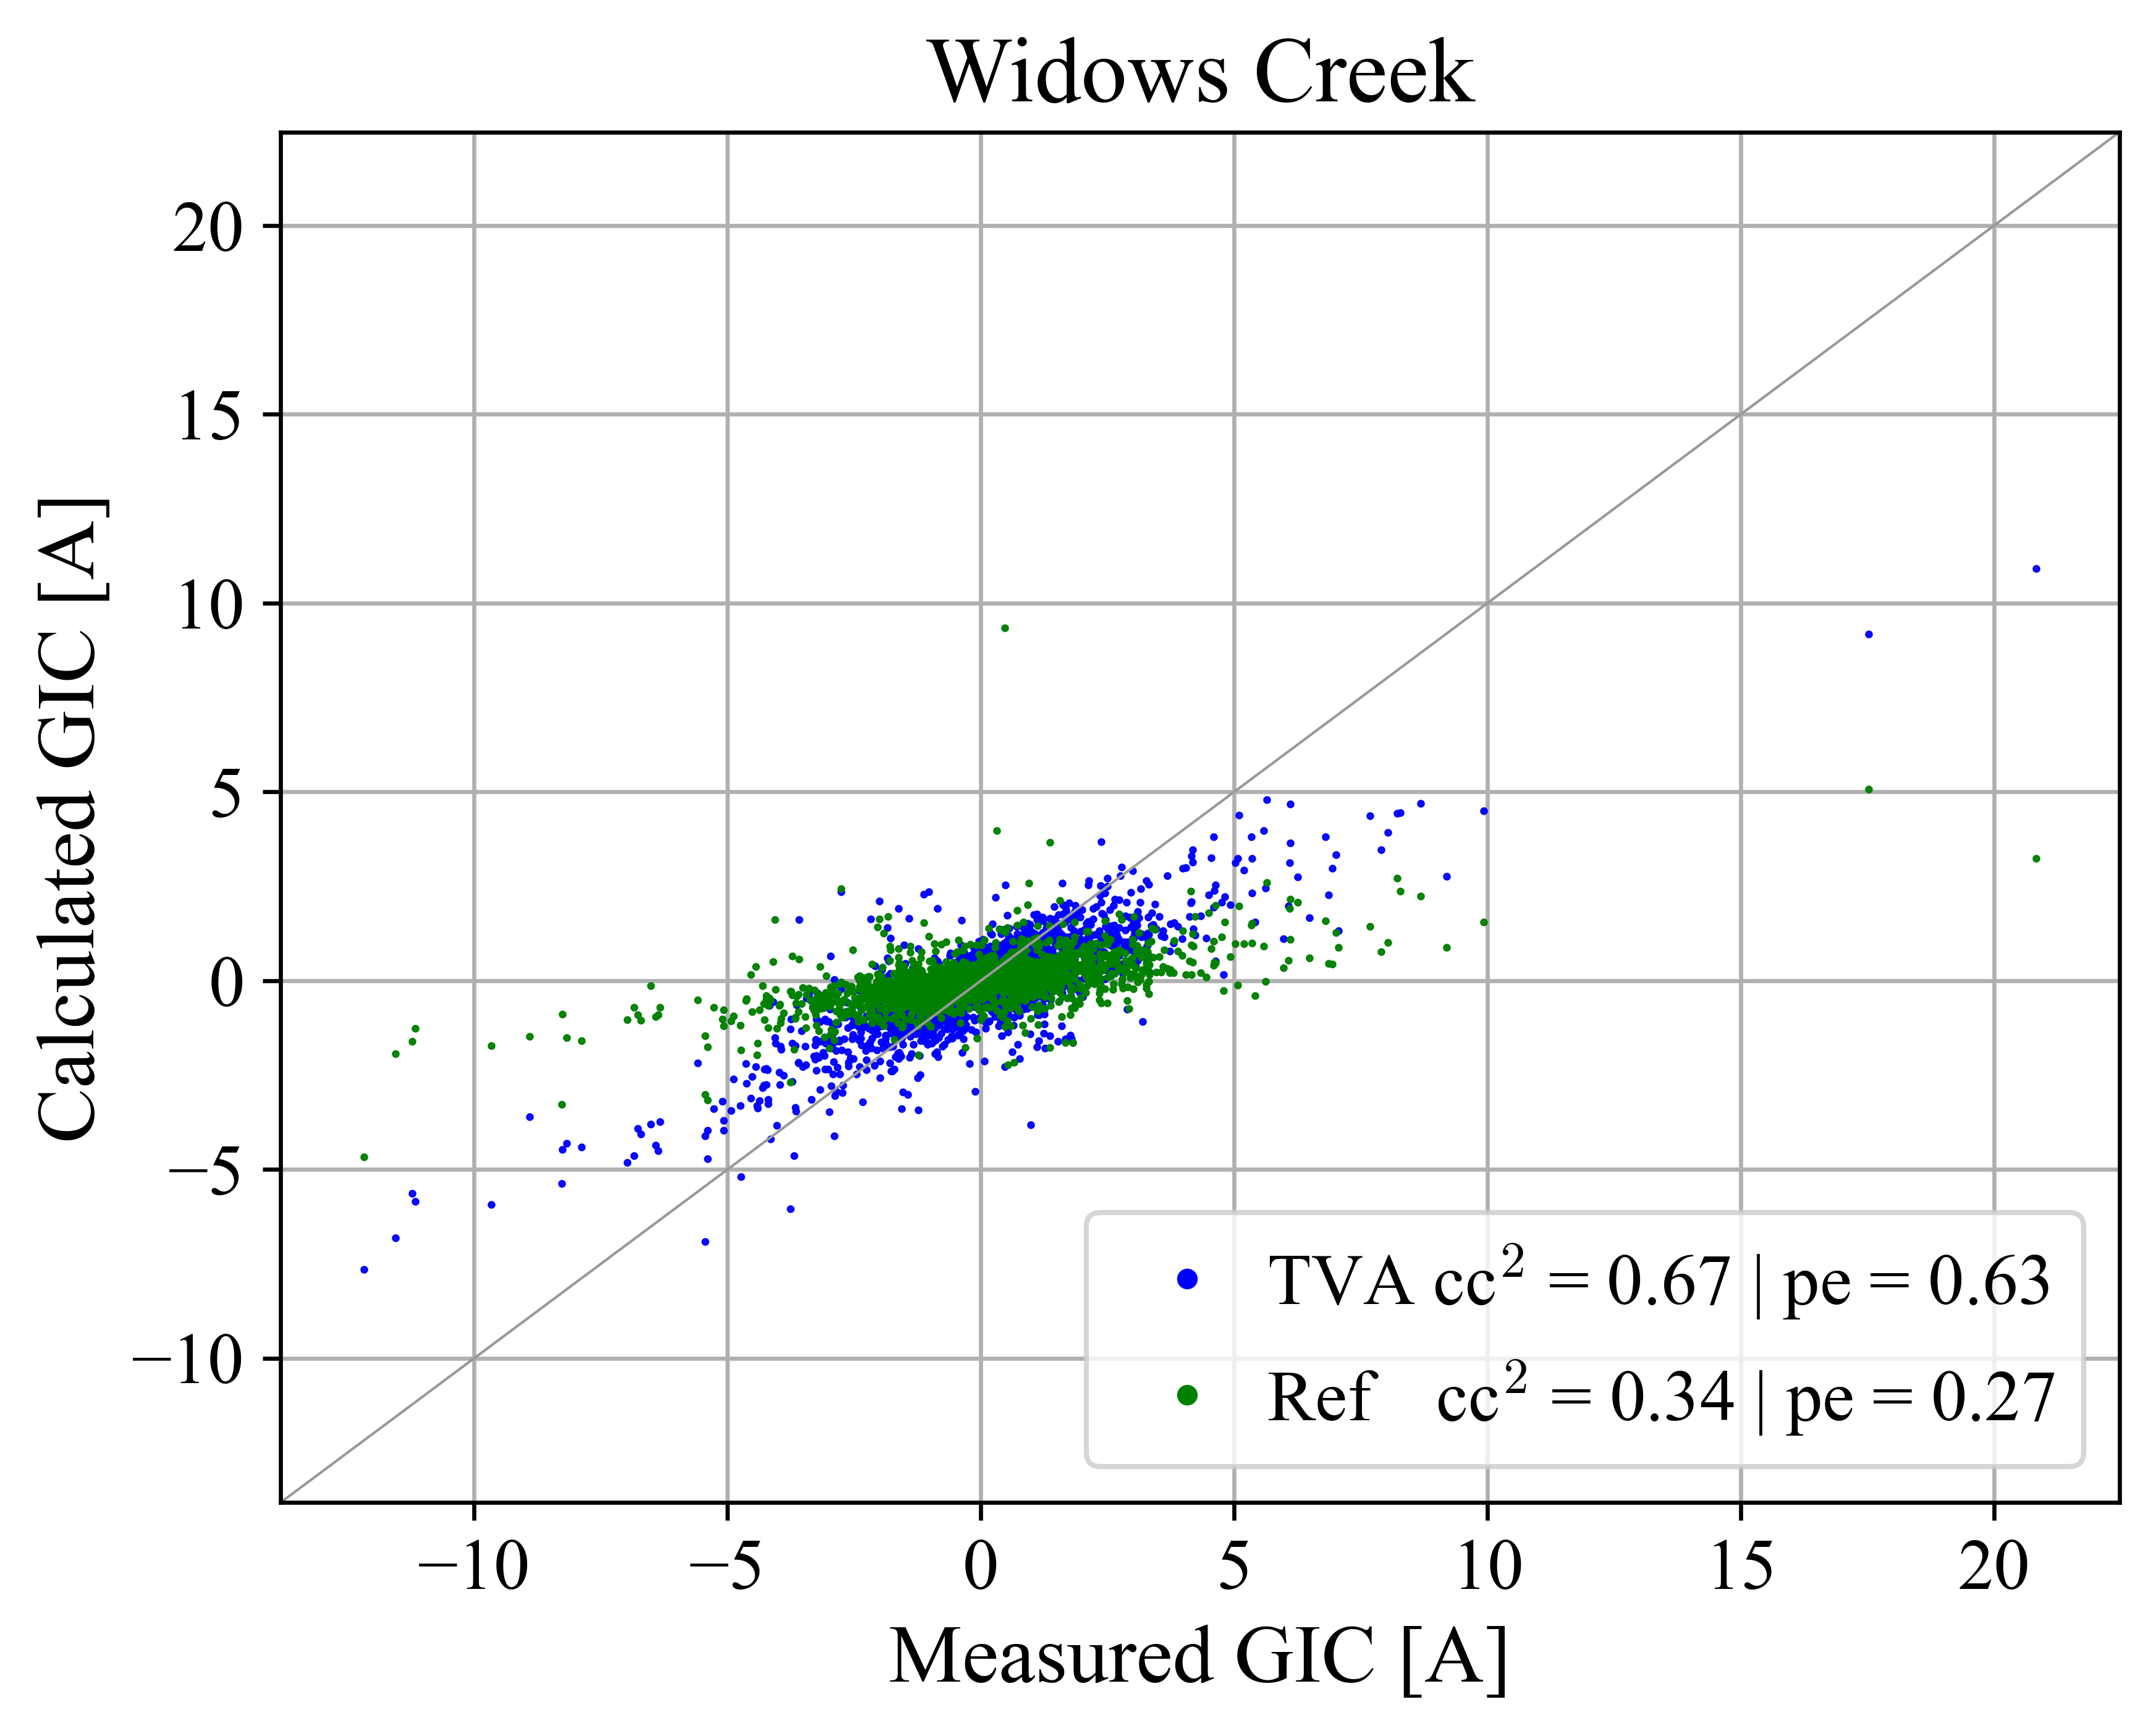 Widows Creek
Calculated GIC [A]
20
15
10
5
0
−5
−10
TVA cc² = 0.67 | pe = 0.63
Ref cc² = 0.34 | pe = 0.27
−10 −5 0 5 10 15 20
Measured GIC [A]